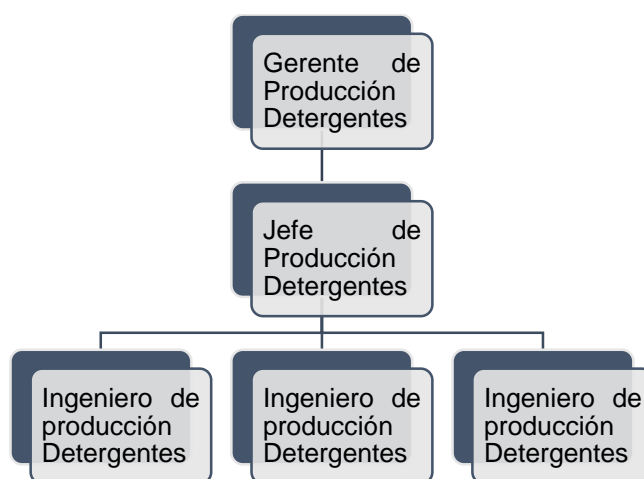 Gerente de
Producción
Detergentes
Jefe de
Producción
Detergentes
Ingeniero de
producción
Detergentes
Ingeniero de
producción
Detergentes
Ingeniero de
producción
Detergentes